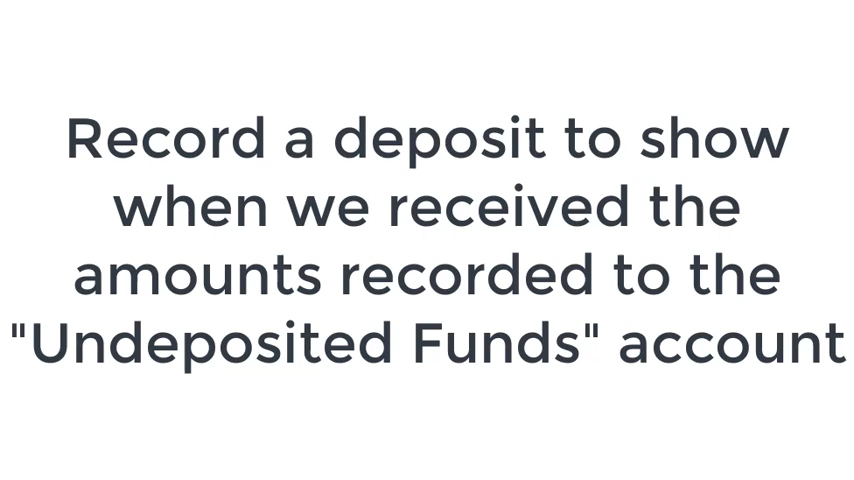 Record a deposit to show
when we received the
amounts recorded to the
"Undeposited Funds" account